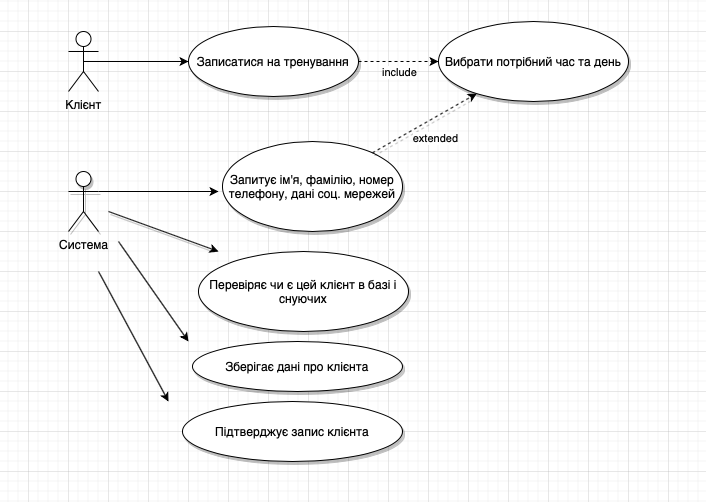 Записатися на тренування
Вибрати потрібний час та день
include
Клієнт
extended
Запитує ім'я, фамілію, номер
телефону, дані соц. мережей
Система
Перевіряє чи є цей клієнт в базі і
снуючих
Зберігає дані про клієнта
Підтверджує запис клієнта